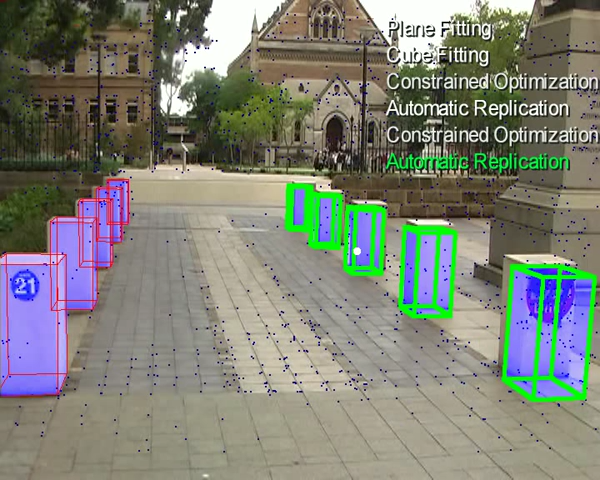 Plane Fitting
Cube Fitting
Constrained Optimization
Automatic Replication
Constrained Optimization
Automatic Replication
21